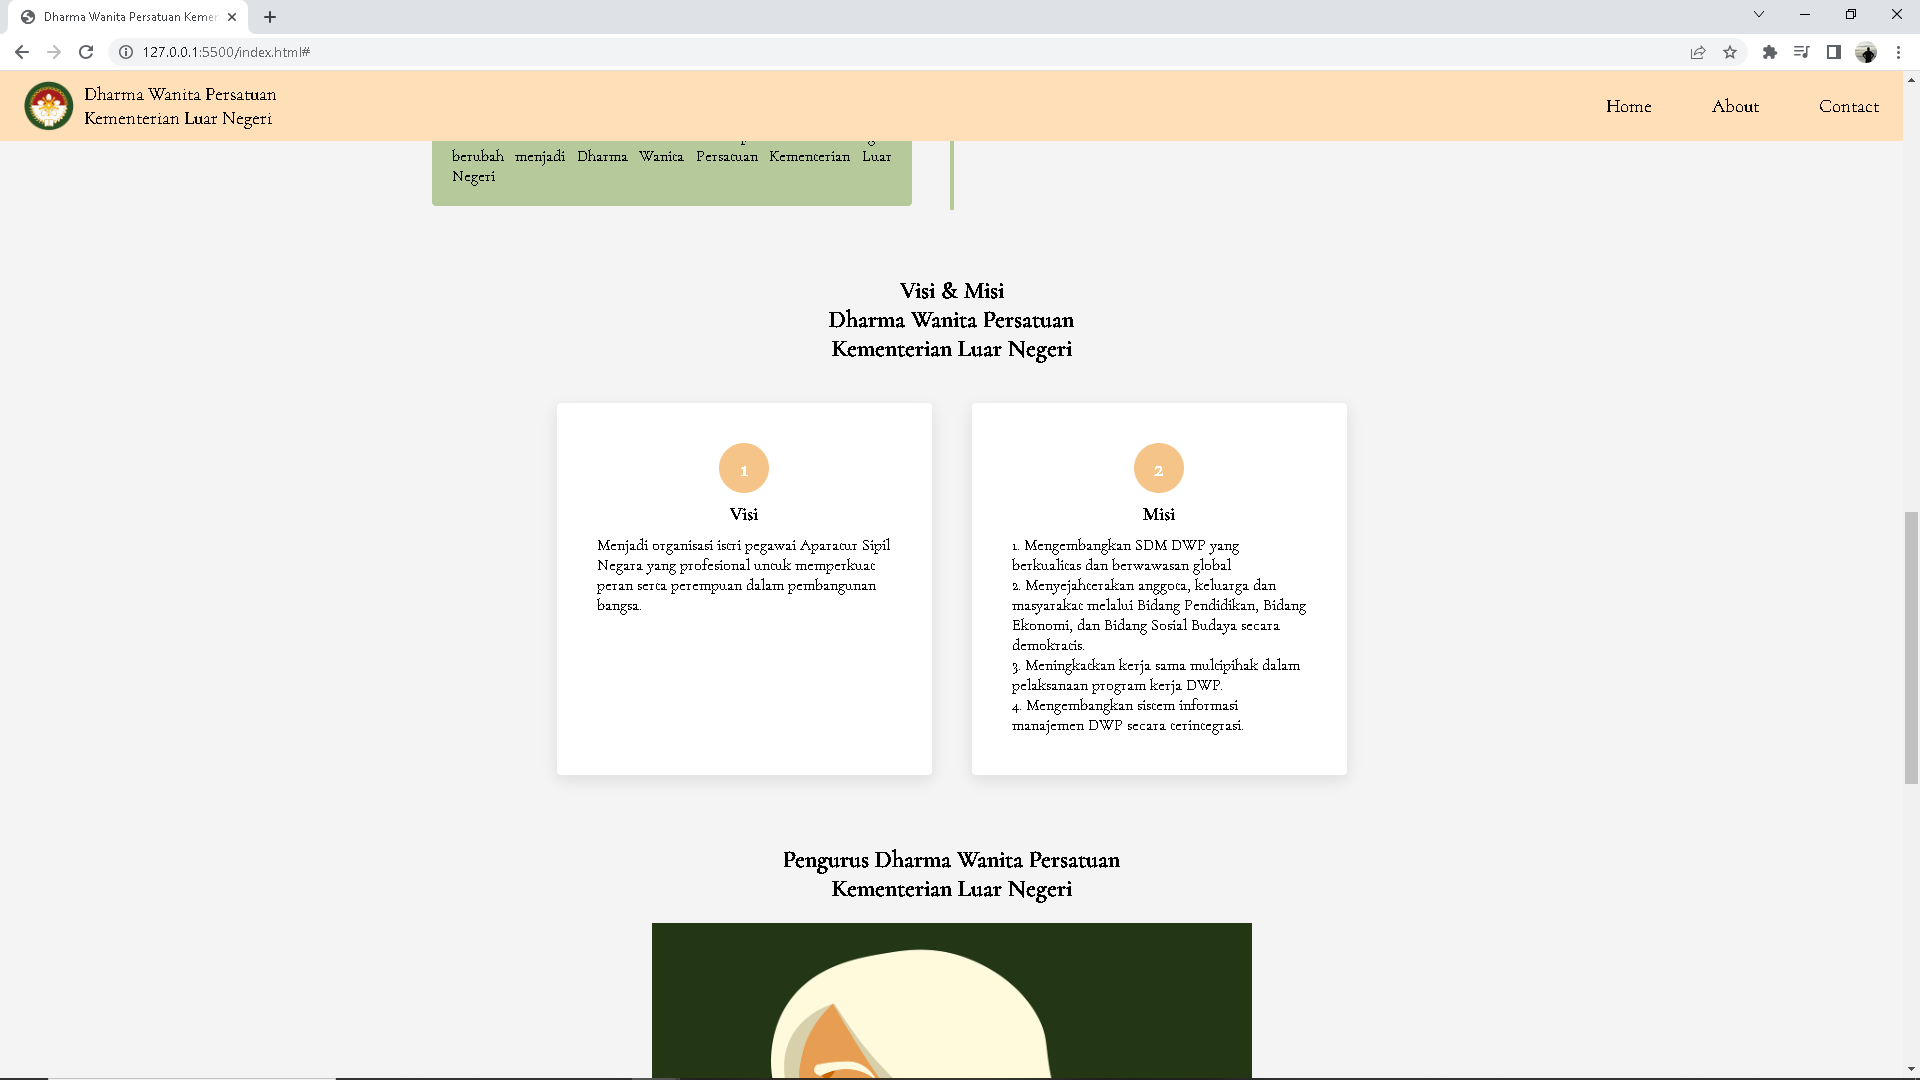 Dharma Wanita Persatuan Kemen
127.0.0.1:5500/index.html#
Dharma Wanita Persatuan
Kementerian Luar Negeri
Home
About
Contact
berubah menjadi Dharma Wanita Persatuan Kementerian Luar
Negeri
Visi & Misi
Dharma Wanita Persatuan
Kementerian Luar Negeri
1
Visi
Menjadi organisasi istri pegawai Aparatur Sipil
Negara yang profesional untuk memperkuat
peran serta perempuan dalam pembangunan
bangsa.
2
Misi
1. Mengembangkan SDM DWP yang
berkualitas dan berwawasan global
2. Menyejahterakan anggota, keluarga dan
masyarakat melalui Bidang Pendidikan, Bidang
Ekonomi, dan Bidang Sosial Budaya secara
demokratis.
3. Meningkatkan kerja sama multipihak dalam
pelaksanaan program kerja DWP.
4. Mengembangkan sistem informasi
manajemen DWP secara terintegrasi.
Pengurus Dharma Wanita Persatuan
Kementerian Luar Negeri